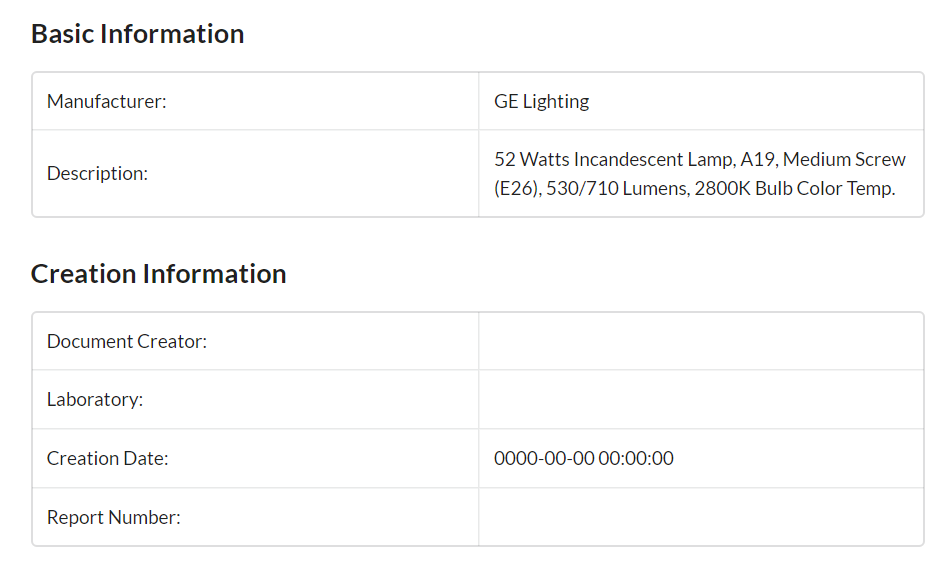 Basic Information
Manufacturer:
GE Lighting
Description:
52 Watts Incandescent Lamp, A19, Medium Screw
(E26), 530/710 Lumens, 2800K Bulb Color Temp.
Creation Information
Document Creator:
Laboratory:
Creation Date:
0000-00-00 00:00:00
Report Number: